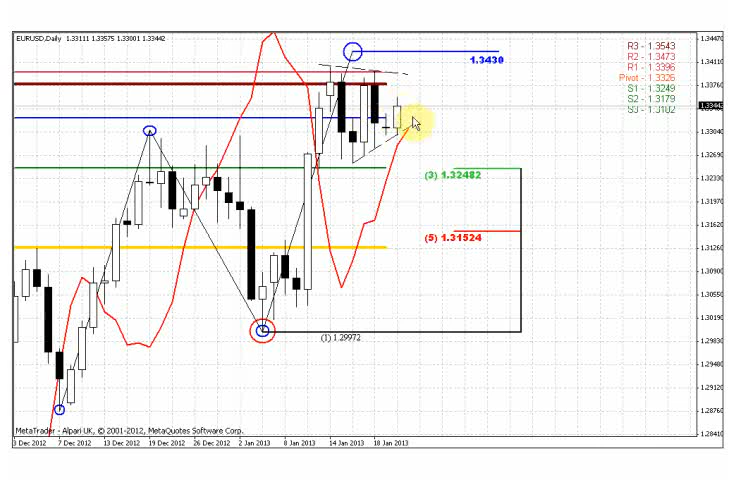 EURUSD,Daily 1.33111 1.33575 1.33001 1.33442
1.34470
R3 - 1.3543
R2 - 1.3473
1.3430
1.34110
R1 - 1.3396
Pivot - 1.3326
1.33760
S1 - 1.3249
S2 - 1.3179
1.33442
S3 - 1.3102
1.33040
1.32690
(3) 1.32482
1.32330
1.31970
1.31620
(5) 1.31524
1.31260
1.30900
1.30550
1.30190
(1) 1.29972
1.29830
1.29480
1.29120
1.28760
MetaTrader - Alpari UK, © 2001-2012, MetaQuotes Software Corp.
1.28410
3 Dec 2012 7 Dec 2012 13 Dec 2012 19 Dec 2012 26 Dec 2012 2 Jan 2013 8 Jan 2013 14 Jan 2013 18 Jan 2013